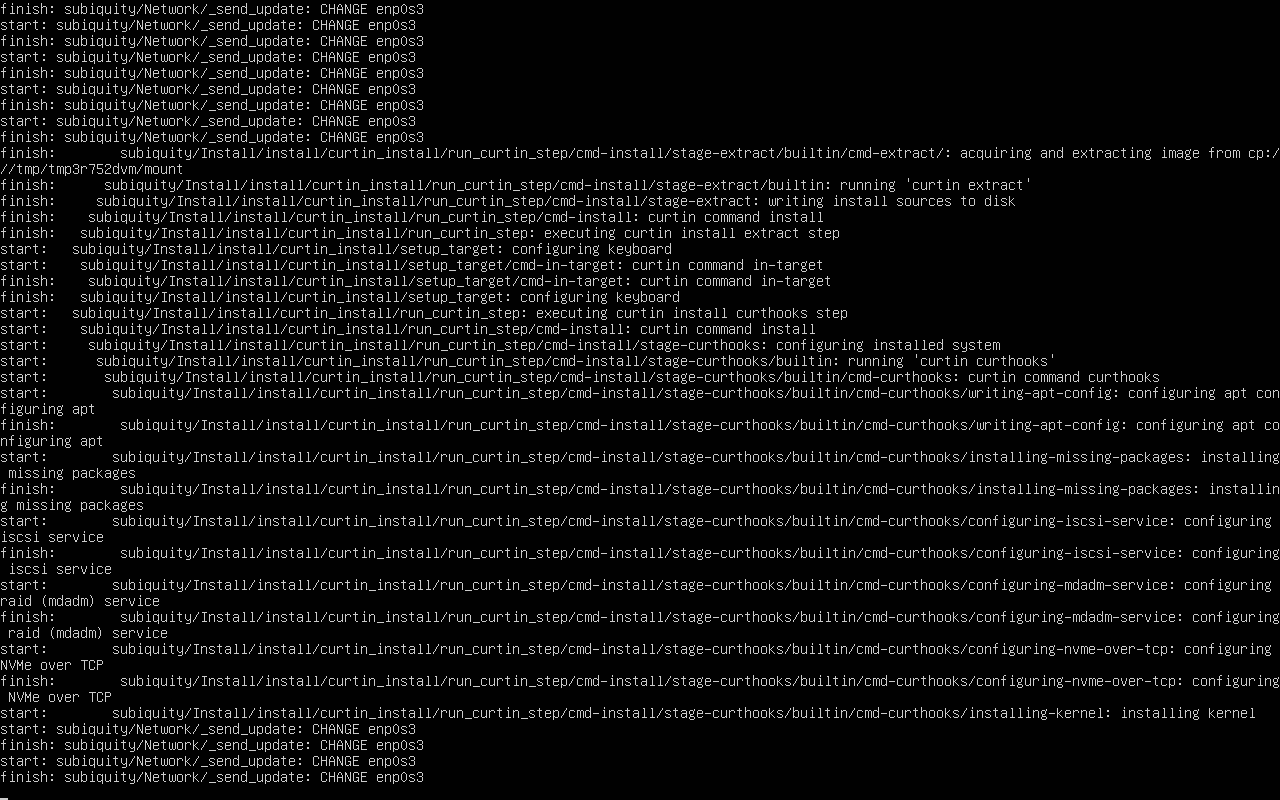 finish: subiquity/Network/_send_update: CHANGE enp0s3
start: subiquity/Network/_send_update: CHANGE enp0s3
finish: subiquity/Network/_send_update: CHANGE enp0s3
start: subiquity/Network/_send_update: CHANGE enp0s3
finish: subiquity/Network/_send_update: CHANGE enp0s3
start: subiquity/Network/_send_update: CHANGE enp0s3
finish: subiquity/Network/_send_update: CHANGE enp0s3
start: subiquity/Network/_send_update: CHANGE enp0s3
finish: subiquity/Network/_send_update: CHANGE enp0s3
finish:        subiquity/Install/install/curtin_install/run_curtin_step/cmd-install/stage-extract/builtin/cmd-extract/: acquiring and extracting image from cp:/
//tmp/tmp3r752dvm/mount
finish:      subiquity/Install/install/curtin_install/run_curtin_step/cmd-install/stage-extract/builtin: running 'curtin extract'
finish:     subiquity/Install/install/curtin_install/run_curtin_step/cmd-install/stage-extract: writing install sources to disk
finish:    subiquity/Install/install/curtin_install/run_curtin_step/cmd-install: curtin command install
finish:   subiquity/Install/install/curtin_install/run_curtin_step: executing curtin install extract step
start:   subiquity/Install/install/curtin_install/setup_target: configuring keyboard
start:    subiquity/Install/install/curtin_install/setup_target/cmd-in-target: curtin command in-target
finish:   subiquity/Install/install/curtin_install/setup_target/cmd-in-target: curtin command in-target
finish:   subiquity/Install/install/curtin_install/setup_target: configuring keyboard
start:   subiquity/Install/install/curtin_install/run_curtin_step: executing curtin install curthooks step
start:    subiquity/Install/install/curtin_install/run_curtin_step/cmd-install: curtin command install
start:     subiquity/Install/install/curtin_install/run_curtin_step/cmd-install/stage-curthooks: configuring installed system
start:      subiquity/Install/install/curtin_install/run_curtin_step/cmd-install/stage-curthooks/builtin: running 'curtin curthooks'
start:       subiquity/Install/install/curtin_install/run_curtin_step/cmd-install/stage-curthooks/builtin/cmd-curthooks: curtin command curthooks
start:        subiquity/Install/install/curtin_install/run_curtin_step/cmd-install/stage-curthooks/builtin/cmd-curthooks/writing-apt-config: configuring apt con
figuring apt
finish:        subiquity/Install/install/curtin_install/run_curtin_step/cmd-install/stage-curthooks/builtin/cmd-curthooks/writing-apt-config: configuring apt co
nfiguring apt
start:        subiquity/Install/install/curtin_install/run_curtin_step/cmd-install/stage-curthooks/builtin/cmd-curthooks/installing-missing-packages: installing
 missing packages
finish:        subiquity/Install/install/curtin_install/run_curtin_step/cmd-install/stage-curthooks/builtin/cmd-curthooks/installing-missing-packages: installin
g missing packages
start:        subiquity/Install/install/curtin_install/run_curtin_step/cmd-install/stage-curthooks/builtin/cmd-curthooks/configuring-iscsi-service: configuring
iscsi service
finish:        subiquity/Install/install/curtin_install/run_curtin_step/cmd-install/stage-curthooks/builtin/cmd-curthooks/configuring-iscsi-service: configuring
 iscsi service
start:        subiquity/Install/install/curtin_install/run_curtin_step/cmd-install/stage-curthooks/builtin/cmd-curthooks/configuring-mdadm-service: configuring
raid (mdadm) service
finish:        subiquity/Install/install/curtin_install/run_curtin_step/cmd-install/stage-curthooks/builtin/cmd-curthooks/configuring-mdadm-service: configuring
 raid (mdadm) service
start:        subiquity/Install/install/curtin_install/run_curtin_step/cmd-install/stage-curthooks/builtin/cmd-curthooks/configuring-nvme-over-tcp: configuring
NVMe over TCP
finish:        subiquity/Install/install/curtin_install/run_curtin_step/cmd-install/stage-curthooks/builtin/cmd-curthooks/configuring-nvme-over-tcp: configuring
 NVMe over TCP
start:        subiquity/Install/install/curtin_install/run_curtin_step/cmd-install/stage-curthooks/builtin/cmd-curthooks/installing-kernel: installing kernel
start: subiquity/Network/_send_update: CHANGE enp0s3
finish: subiquity/Network/_send_update: CHANGE enp0s3
start: subiquity/Network/_send_update: CHANGE enp0s3
finish: subiquity/Network/_send_update: CHANGE enp0s3